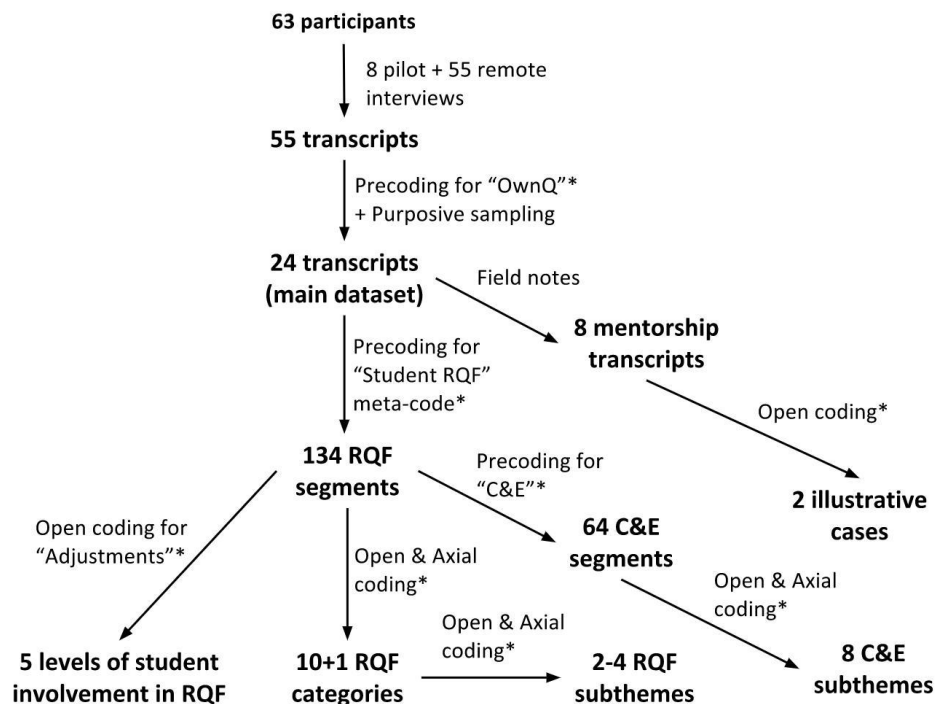 63 participants
8 pilot + 55 remote
interviews
55 transcripts
Precoding for “OwnQ”*
+ Purposive sampling
24 transcripts
(main dataset)
Field notes
8 mentorship
transcripts
Precoding for
“Student RQF”
meta-code*
Open coding*
2 illustrative
cases
134 RQF
segments
Precoding for
“C&E”*
64 C&E
segments
Open coding for
“Adjustments”*
Open & Axial
coding*
Open & Axial
coding*
Open & Axial
coding*
5 levels of student
involvement in RQF
10+1 RQF
categories
2-4 RQF
subthemes
8 C&E
subthemes